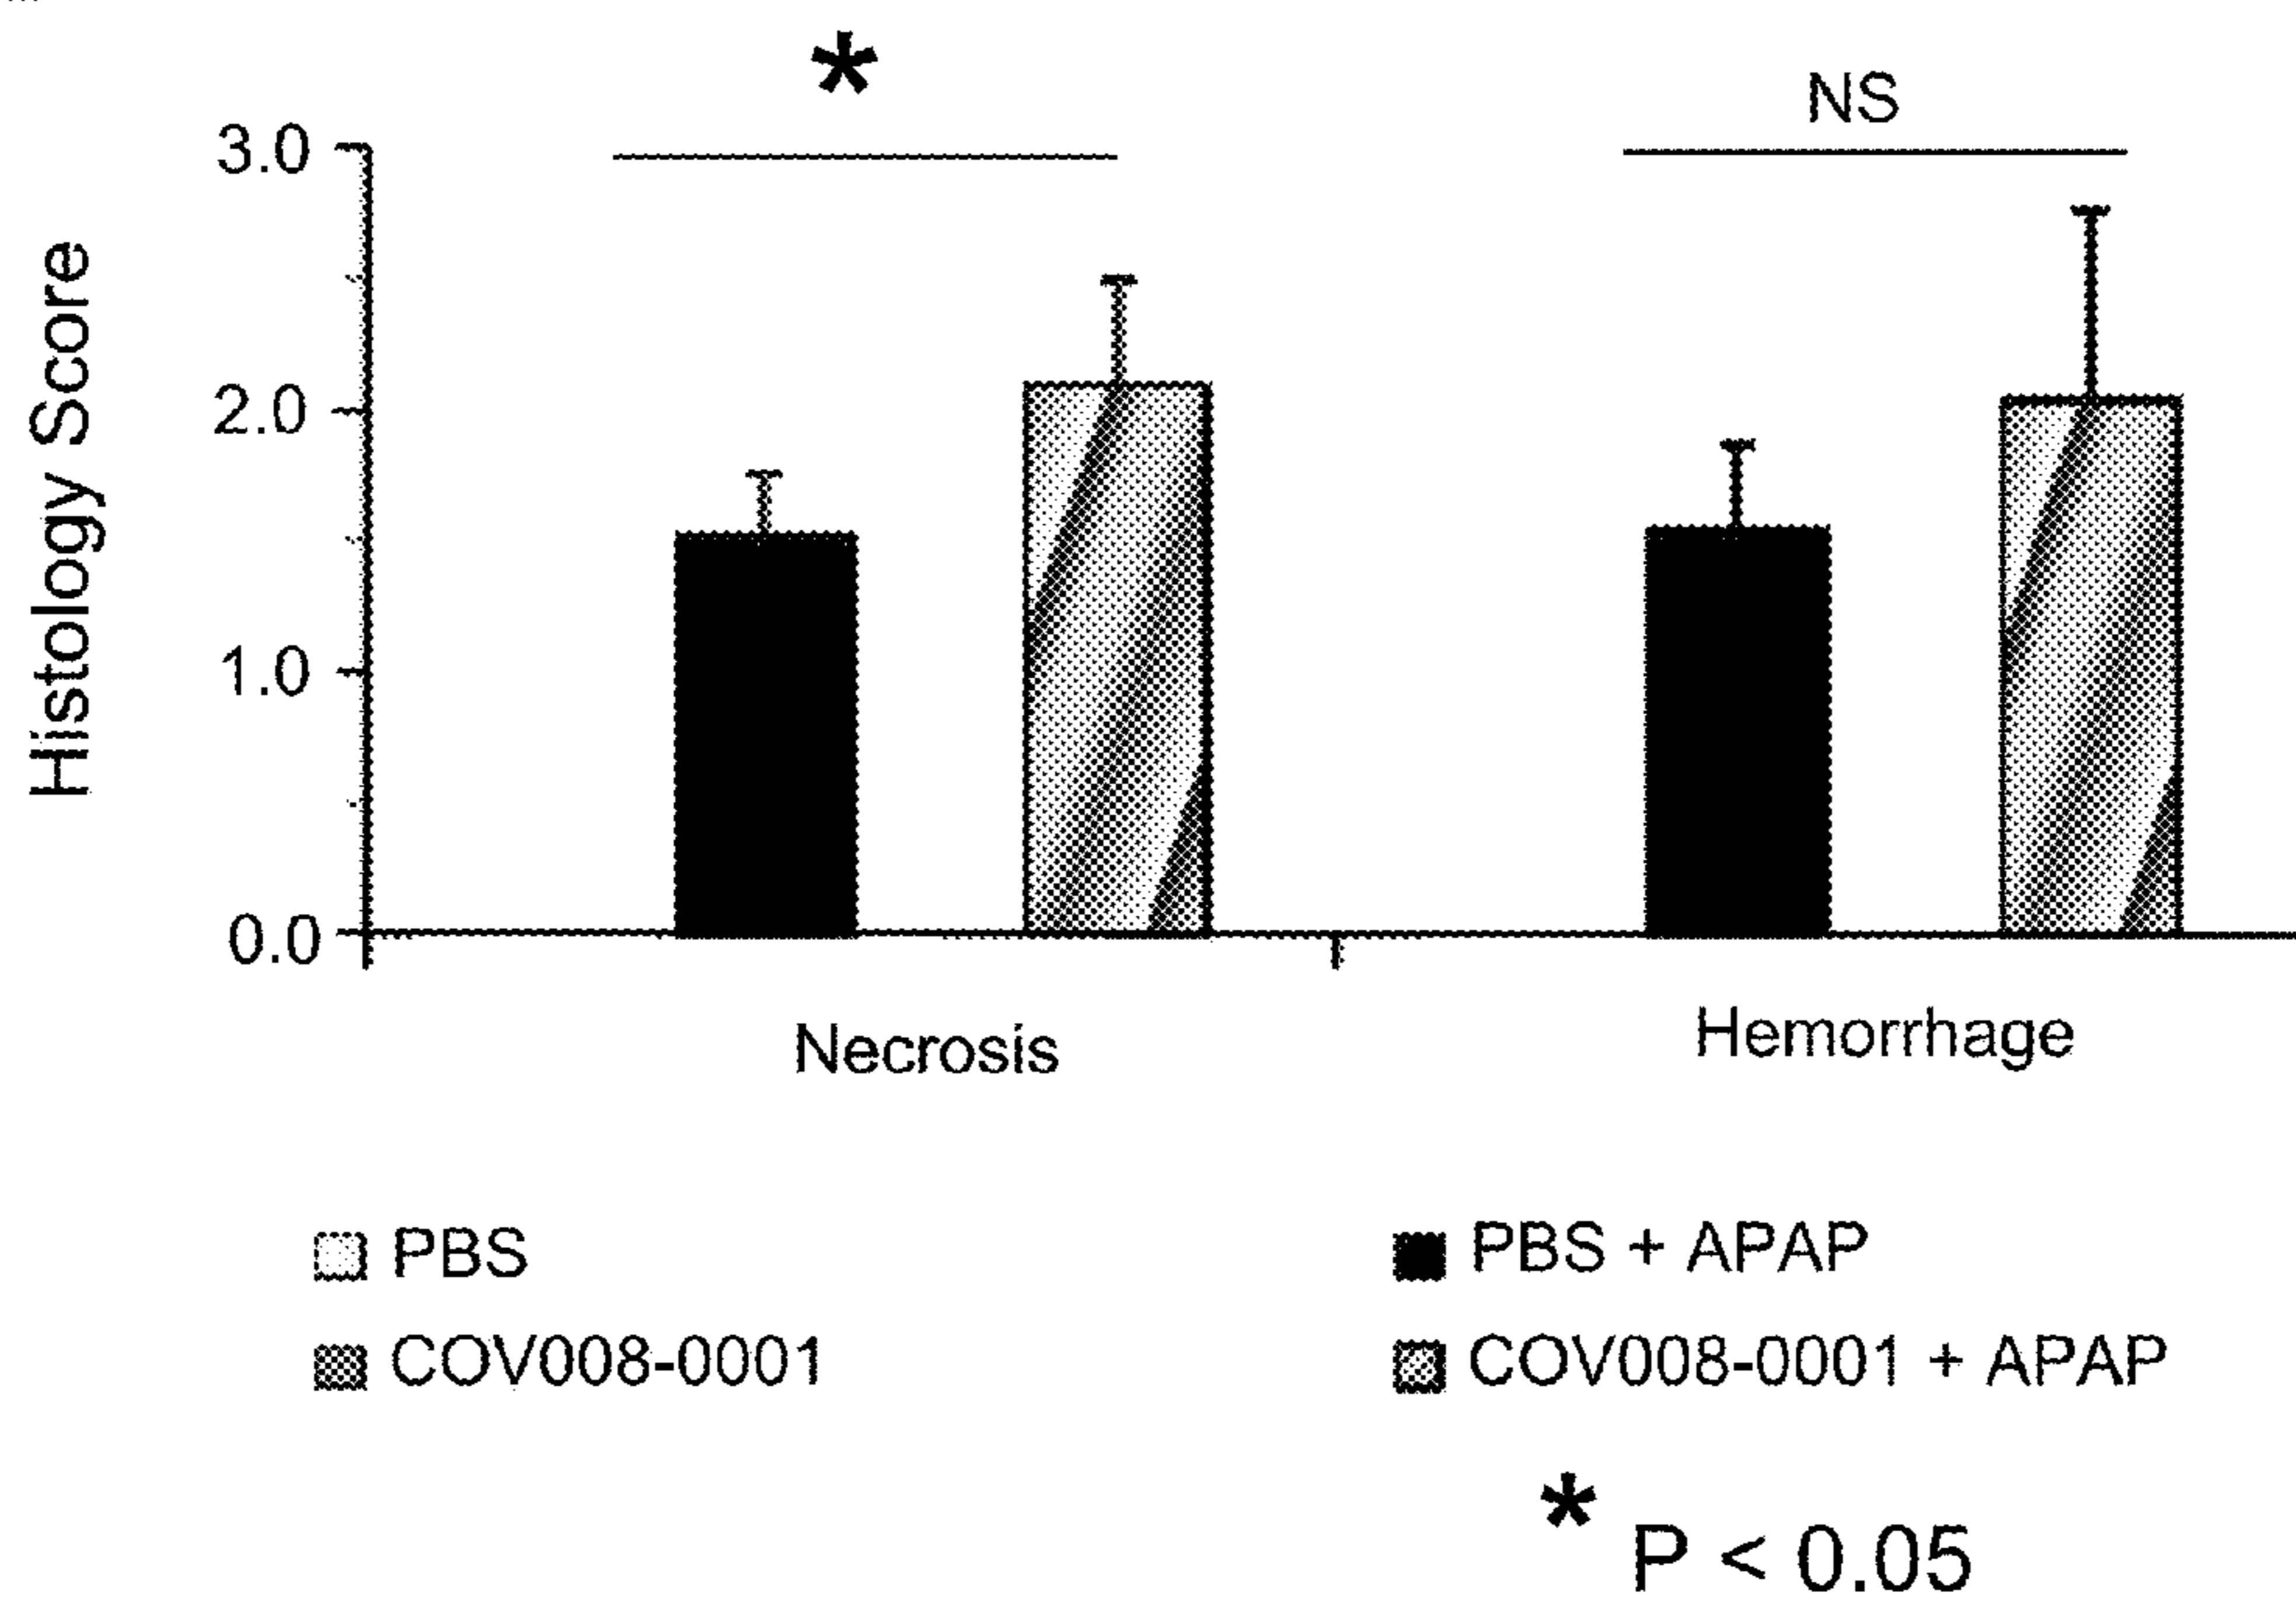 *
NS
3.0
2.0
1.0
0.0
Histology Score
Necrosis
Hemorrhage
PBS
PBS + APAP
COV008-0001
COV008-0001 + APAP
* P < 0.05